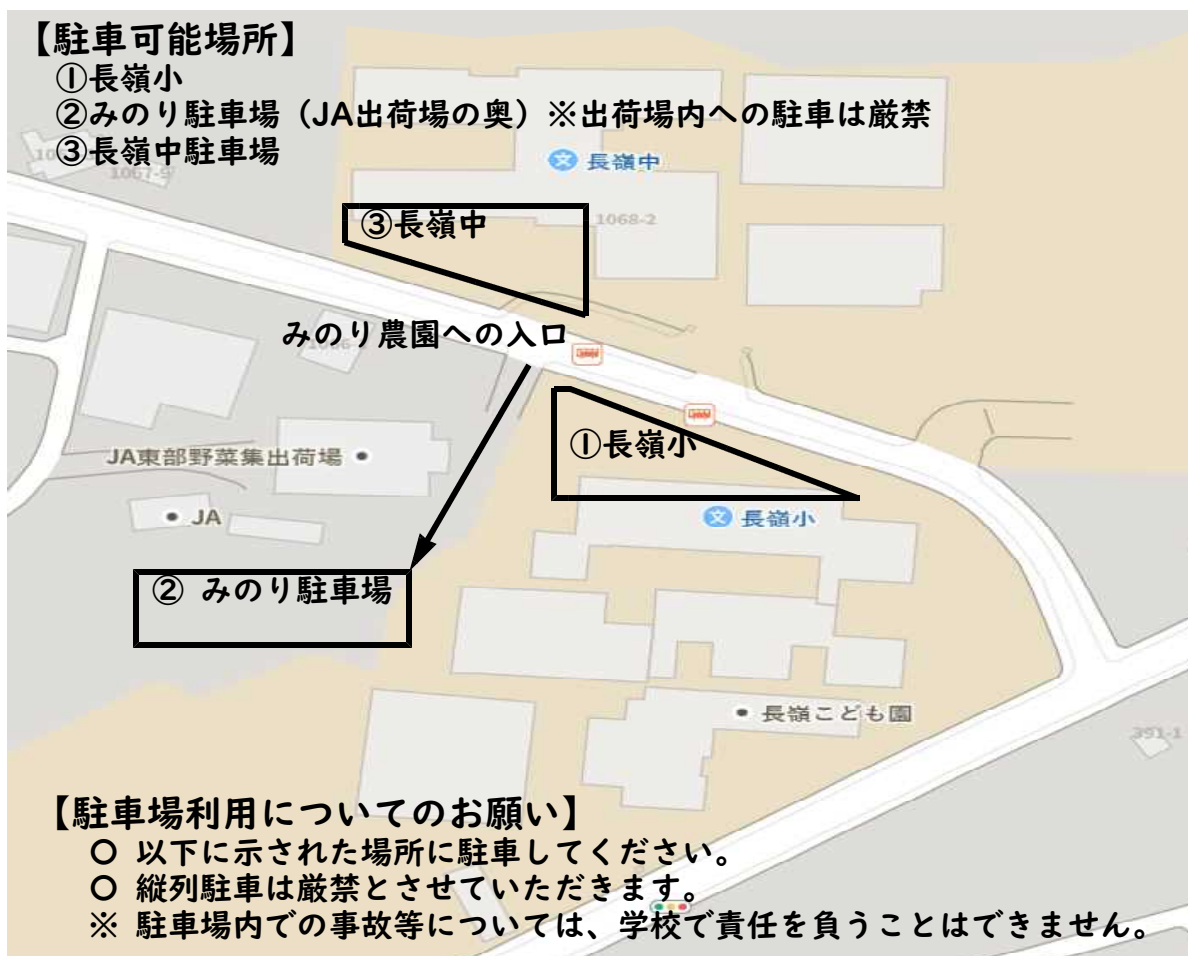 【駐車可能場所】
①長嶺小
②みのり駐車場（JA出荷場の奥）※出荷場内への駐車は厳禁
③長嶺中駐車場
1067-9
長嶺中
③長嶺中
1068-2
みのり農園への入口
①長嶺小
JA東部野菜集出荷場
JA
長嶺小
② みのり駐車場
長嶺こども園
391-1
【駐車場利用についてのお願い】
〇 以下に示された場所に駐車してください。
〇 縦列駐車は厳禁とさせていただきます。
※ 駐車場内での事故等については、学校で責任を負うことはできません。